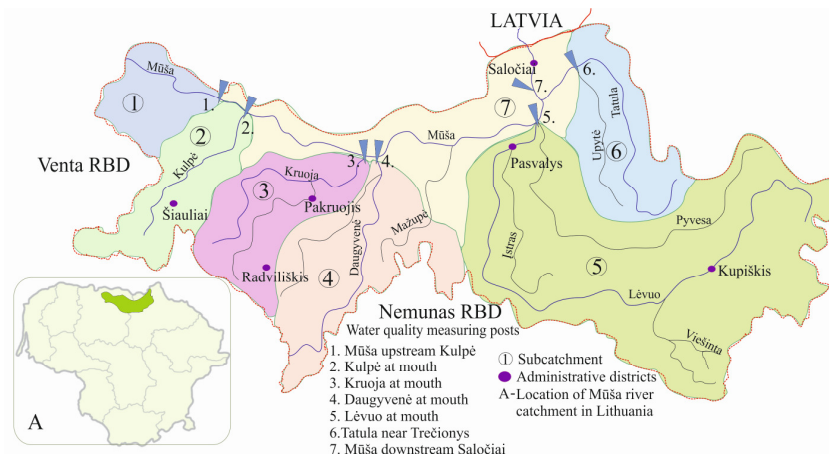 LATVIA
Mūša
Saločiai
①
1.
2.
7.
6.
⑦
5.
Tatula
②
Venta RBD
Kulpė
Mūša
Upytė
⑥
3.
4.
Pasvalys
③
Kruoja
Šiauliai
Pakruojis
Mažupė
Pyvesa
Daugyvenė
Radviliškis
④
Įstras
⑤
Kupiškis
Lėvuo
Viešinta
Nemunas RBD
A
Water quality measuring posts
1. Mūša upstream Kulpė
2. Kulpė at mouth
3. Kruoja at mouth
4. Daugyvenė at mouth
5. Lėvuo at mouth
6.Tatula near Trečionys
7. Mūša downstream Saločiai
① Subcatchment
Administrative districts
A-Location of Mūša river
catchment in Lithuania